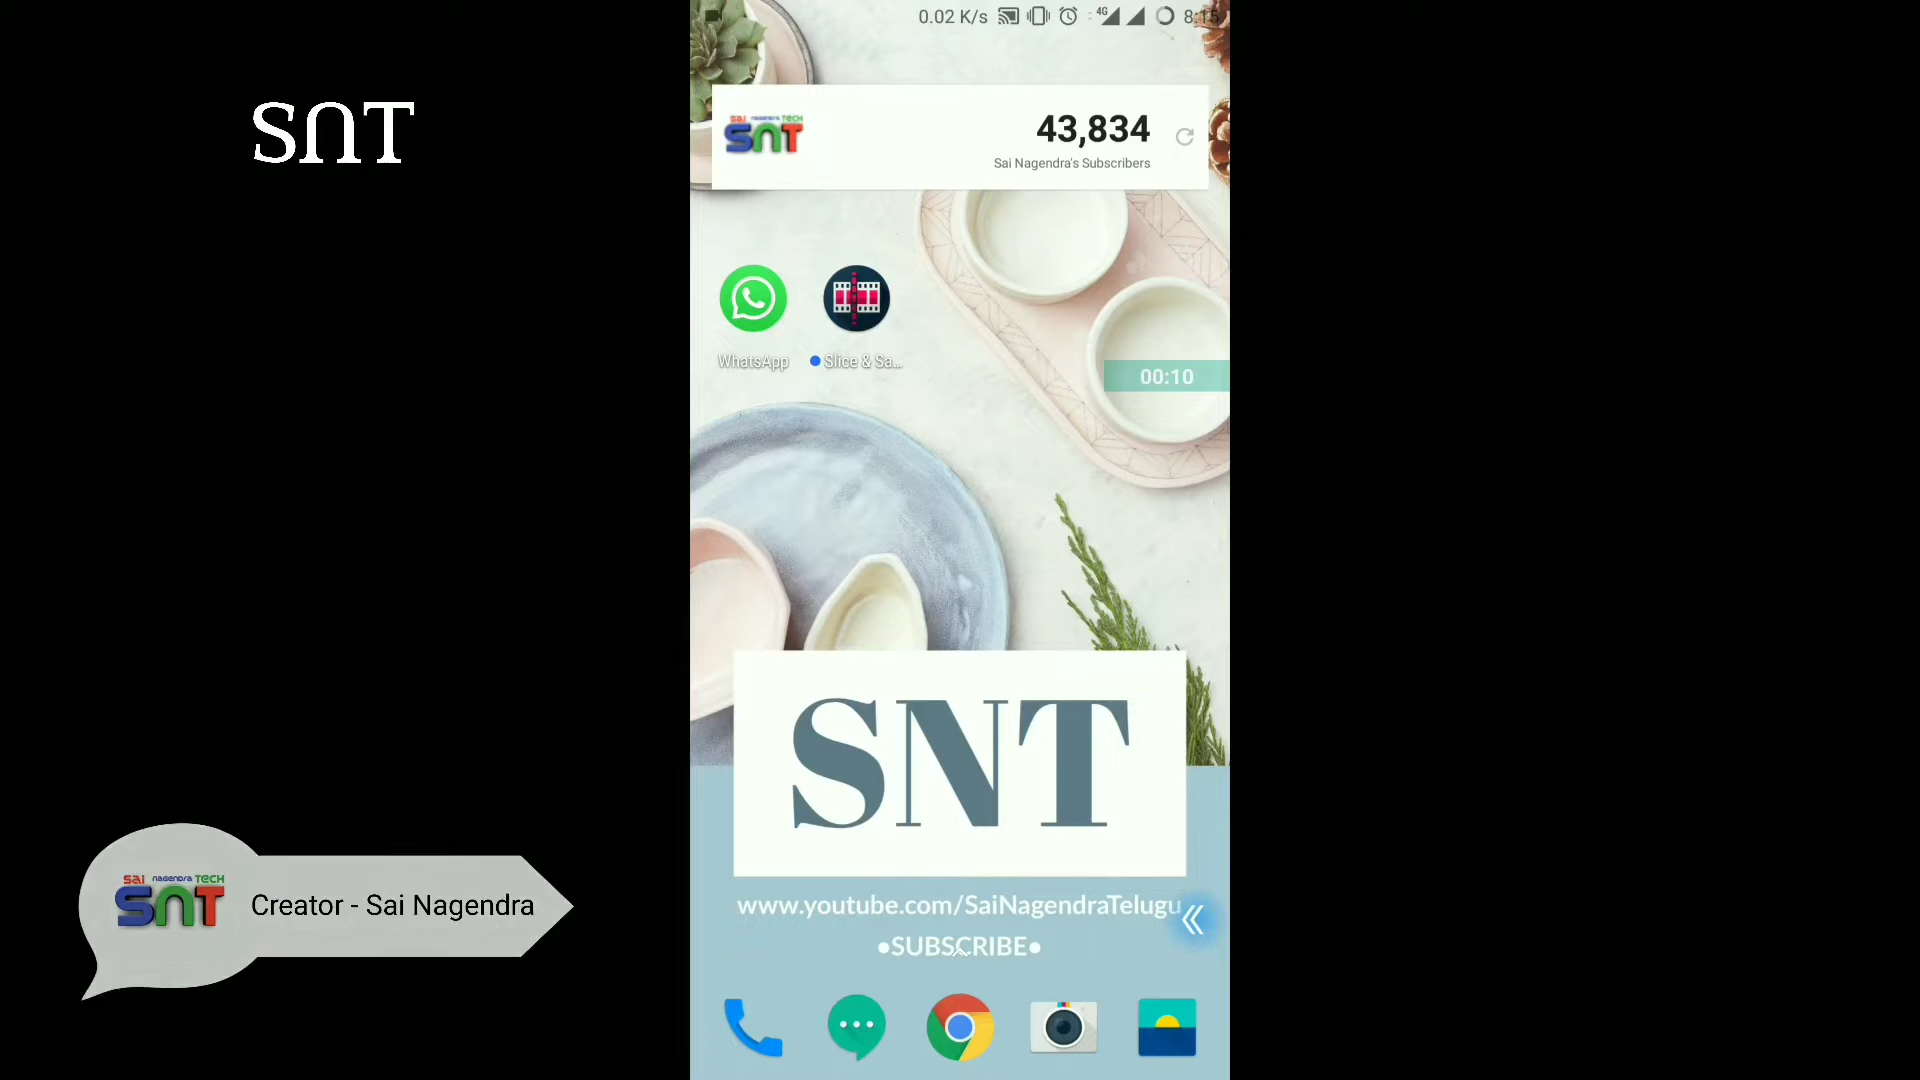 SNT
0.02 K/s
4G
8:15
SAI NAGENDRA TECH
SNT
43,834
Sai Nagendra's Subscribers
WhatsApp
Slice & Sa...
00:10
SNT
www.youtube.com/SaiNagendraTelugu
•SUBSCRIBE•
SAI NAGENDRA TECH
SNT
Creator - Sai Nagendra